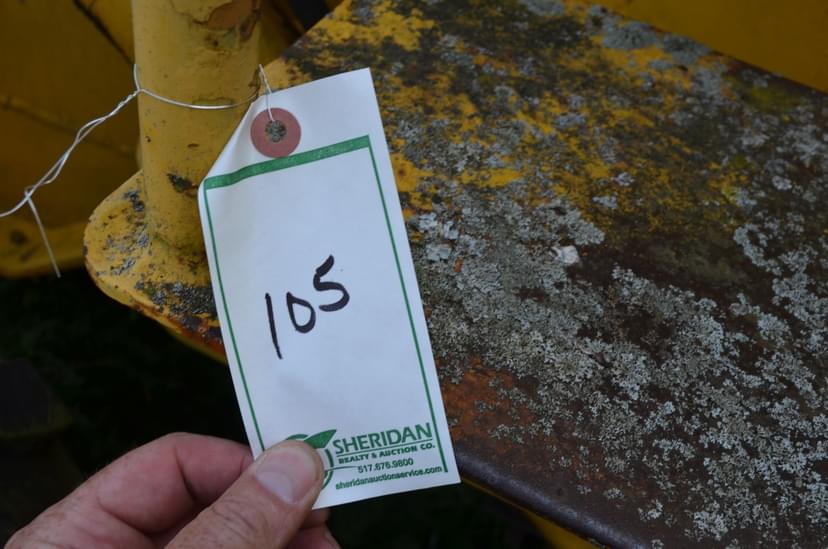 105
SHERIDAN
REALTY & AUCTION CO.
517.676.9800
sheridanauctionservice.com